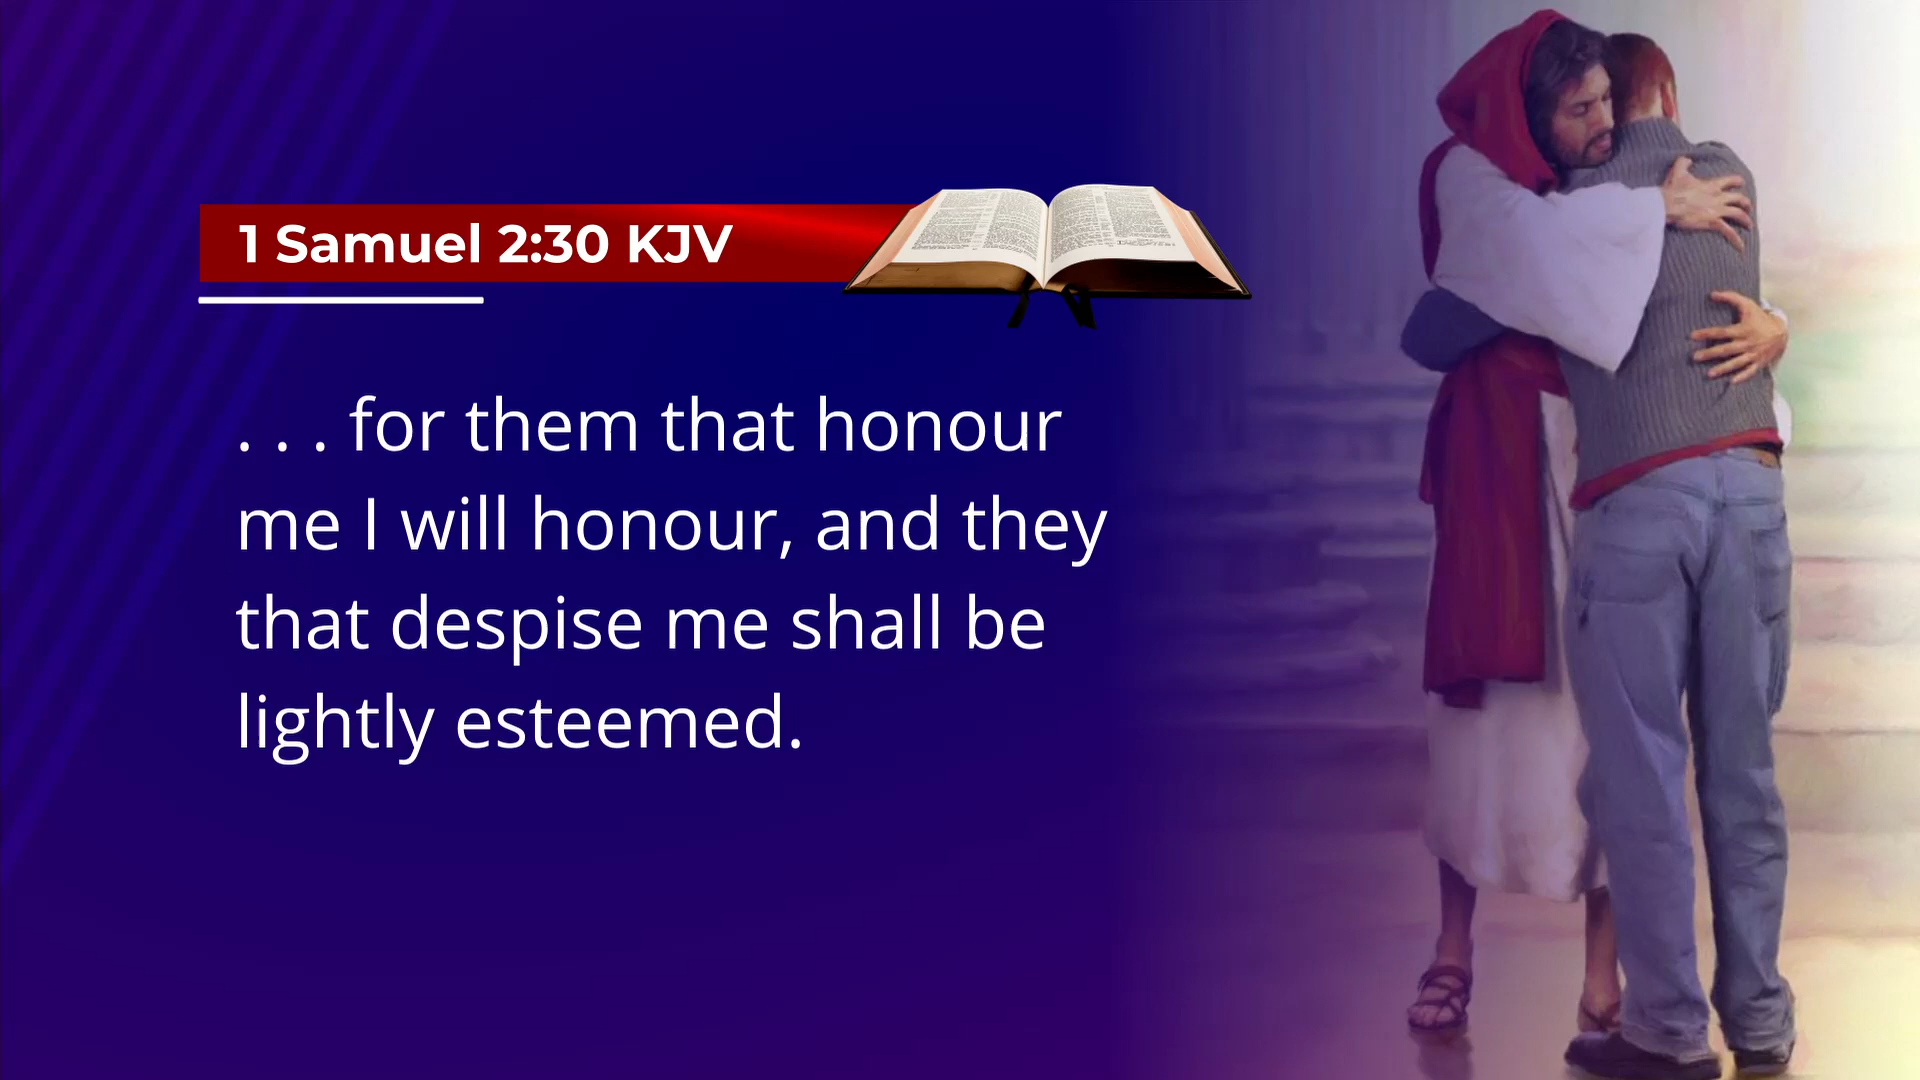 1 Samuel 2:30 KJV
. . . for them that honour
me I will honour, and they
that despise me shall be
lightly esteemed.